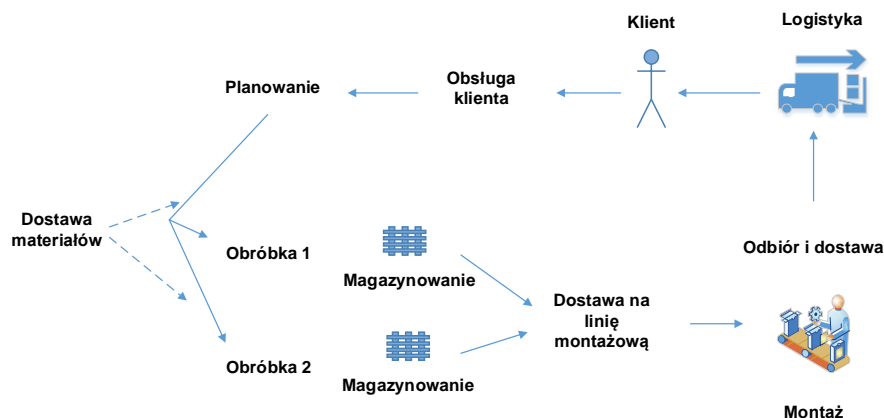 Klient
Logistyka
Planowanie
Obsługa
klienta
Dostawa
materiałów
Obróbka 1
Magazynowanie
Obróbka 2
Magazynowanie
Dostawa na
linię
montażową
Odbiór i dostawa
Montaż